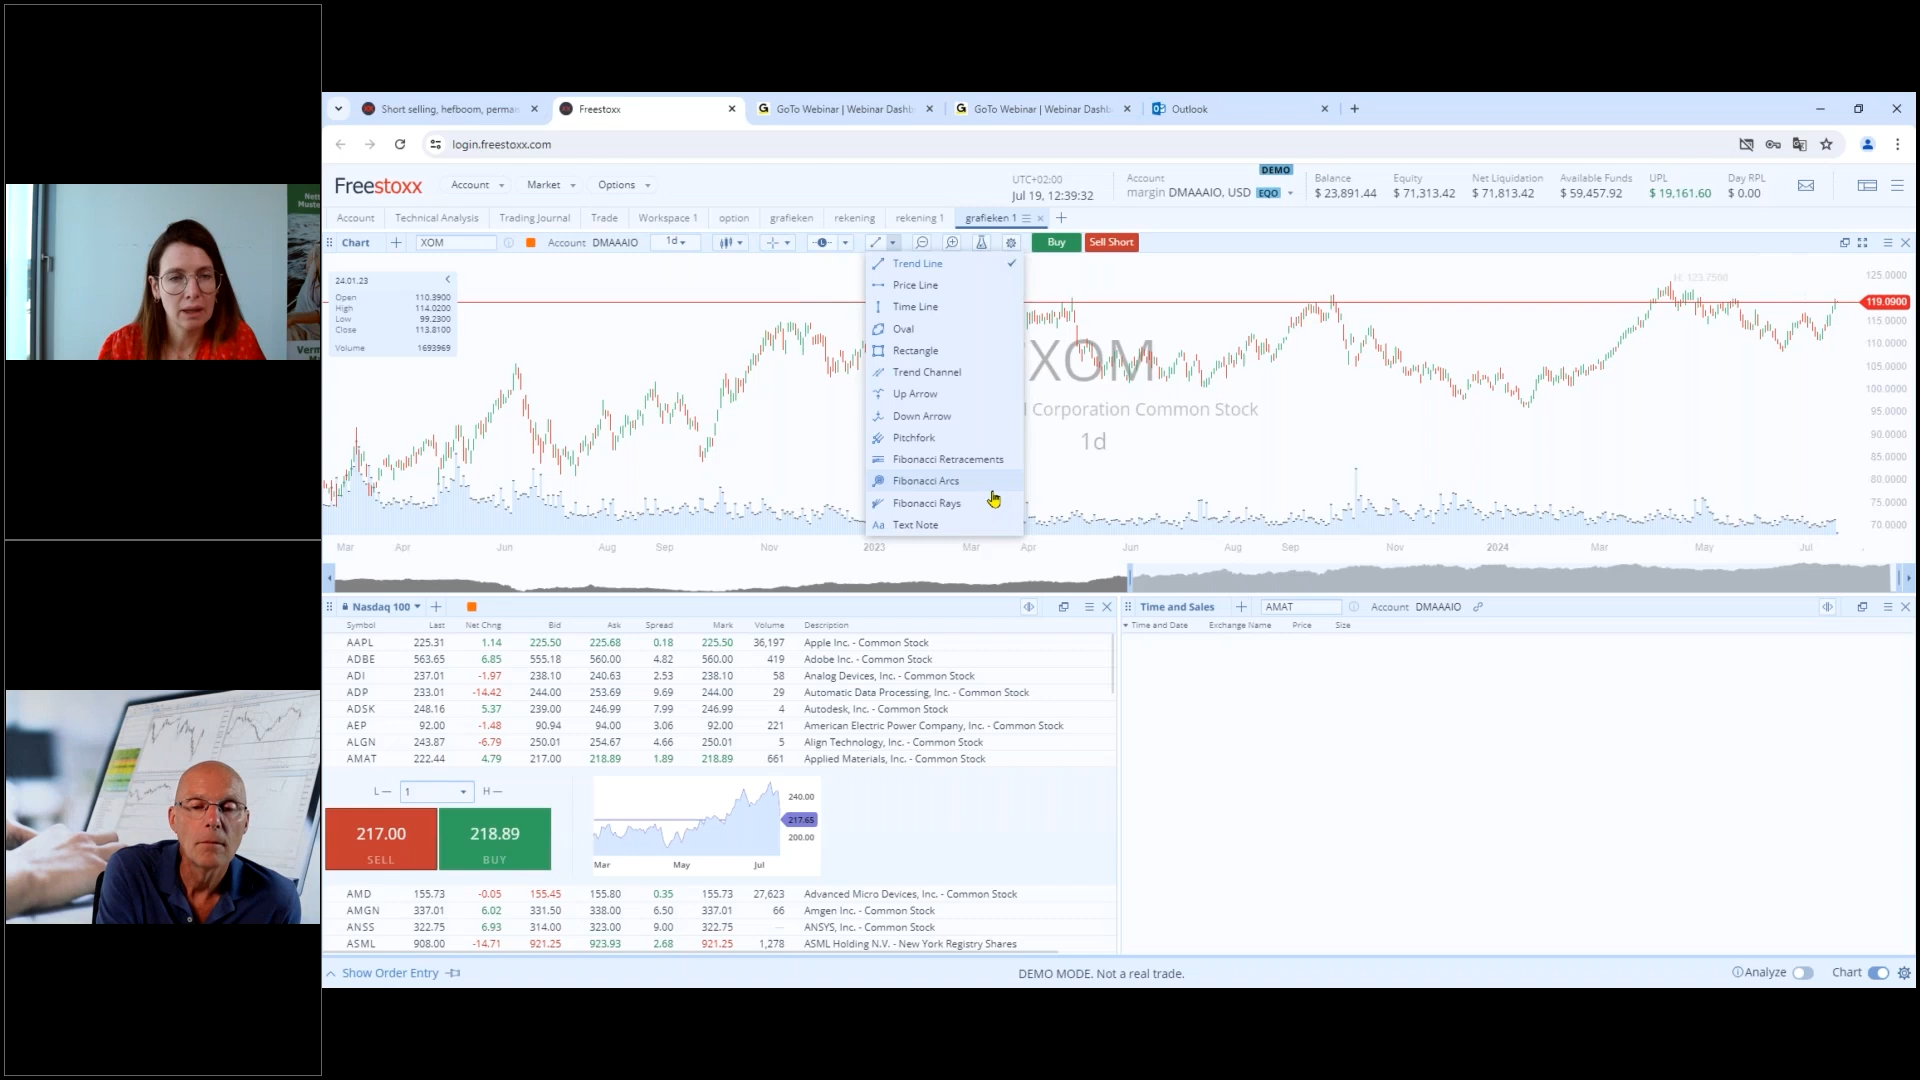 Short selling, hefboom, perman
Freestoxx
GoTo Webinar | Webinar Dashb
GoTo Webinar | Webinar Dashb
Outlook
login.freestoxx.com
Nett
Muste
Verm
M
Freestoxx
Account
Market
Options
UTC+02:00
Jul 19, 12:39:32
DEMO
Account
margin DMAAAIO, USD EQO
Balance
$ 23,891.44
Equity
$ 71,313.42
Net Liquidation
$ 71,813.42
Available Funds
$ 59,457.92
UPL
$ 19,161.60
Day RPL
$ 0.00
Account Technical Analysis Trading Journal Trade Workspace 1 option grafieken rekening rekening 1 grafieken 1
Chart XOM Account DMAAAIO 1d Buy Sell Short
24.01.23
Open 110.3900
High 114.0200
Low 99.2300
Close 113.8100
Volume 1693969
Trend Line
Price Line
Time Line
Oval
Rectangle
Trend Channel
Up Arrow
Down Arrow
Pitchfork
Fibonacci Retracements
Fibonacci Arcs
Fibonacci Rays
Aa Text Note
XOM
Corporation Common Stock
1d
H: 123.7500
125.0000
119.0900
115.0000
110.0000
105.0000
100.0000
95.0000
90.0000
85.0000
80.0000
75.0000
70.0000
Mar Apr Jun Aug Sep Nov 2023 Mar Apr Jun Aug Sep Nov 2024 Mar May Jul
Nasdaq 100
Symbol Last Net Chng Bid Ask Spread Mark Volume Description
AAPL 225.31 1.14 225.50 225.68 0.18 225.50 36,197 Apple Inc. - Common Stock
ADBE 563.65 6.85 555.18 560.00 4.82 560.00 419 Adobe Inc. - Common Stock
ADI 237.01 -1.97 238.10 240.63 2.53 238.10 58 Analog Devices, Inc. - Common Stock
ADP 233.01 -14.42 244.00 253.69 9.69 244.00 29 Automatic Data Processing, Inc. - Common Stock
ADSK 248.16 5.37 239.00 246.99 7.99 246.99 4 Autodesk, Inc. - Common Stock
AEP 92.00 -1.48 90.94 94.00 3.06 92.00 221 American Electric Power Company, Inc. - Common Stock
ALGN 243.87 -6.79 250.01 254.67 4.66 250.01 5 Align Technology, Inc. - Common Stock
AMAT 222.44 4.79 217.00 218.89 1.89 218.89 661 Applied Materials, Inc. - Common Stock
L — 1 H —
217.00
SELL
218.89
BUY
240.00
217.65
200.00
Mar May Jul
AMD 155.73 -0.05 155.45 155.80 0.35 155.73 27,623 Advanced Micro Devices, Inc. - Common Stock
AMGN 337.01 6.02 331.50 338.00 6.50 337.01 66 Amgen Inc. - Common Stock
ANSS 322.75 6.93 314.00 323.00 9.00 322.75 — ANSYS, Inc. - Common Stock
ASML 908.00 -14.71 921.25 923.93 2.68 921.25 1,278 ASML Holding N.V. - New York Registry Shares
Time and Sales AMAT Account DMAAAIO
Time and Date Exchange Name Price Size
Show Order Entry
DEMO MODE. Not a real trade.
Analyze
Chart